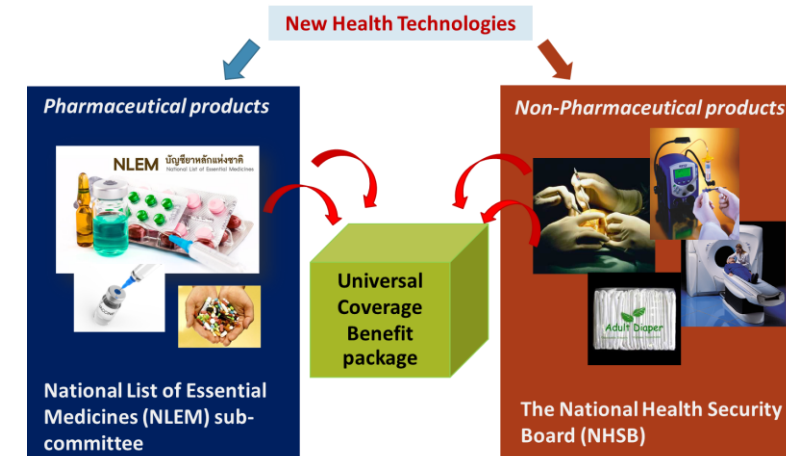 New Health Technologies
Pharmaceutical products
NLEM บัญชียาหลักแห่งชาติ
National List of Essential Medicines
National List of Essential
Medicines (NLEM) sub-
committee
Universal
Coverage
Benefit
package
Non-Pharmaceutical products
Adult Diaper
The National Health Security
Board (NHSB)